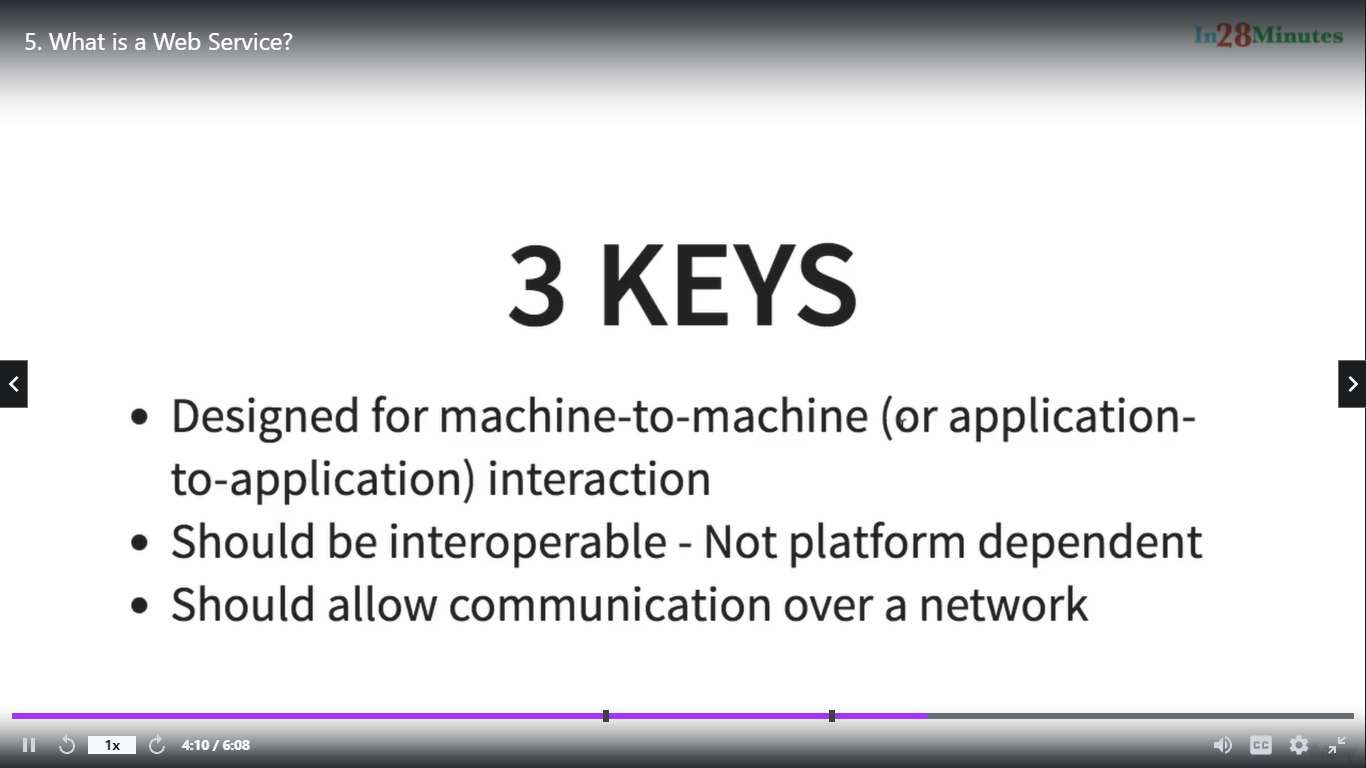 5. What is a Web Service?
In28Minutes
3 KEYS
• Designed for machine-to-machine (or application-
to-application) interaction
• Should be interoperable - Not platform dependent
• Should allow communication over a network
1x
4:10 / 6:08
CC